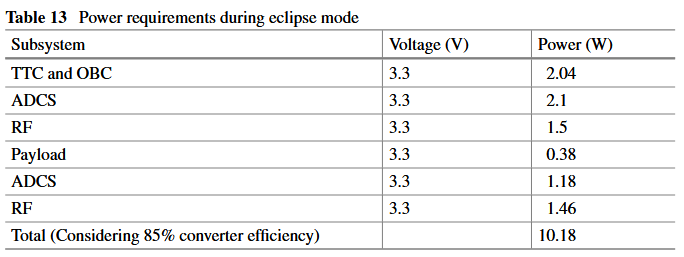 Table 13 Power requirements during eclipse mode
Subsystem Voltage (V) Power (W)
TTC and OBC 3.3 2.04
ADCS 3.3 2.1
RF 3.3 1.5
Payload 3.3 0.38
ADCS 3.3 1.18
RF 3.3 1.46
Total (Considering 85% converter efficiency) 10.18